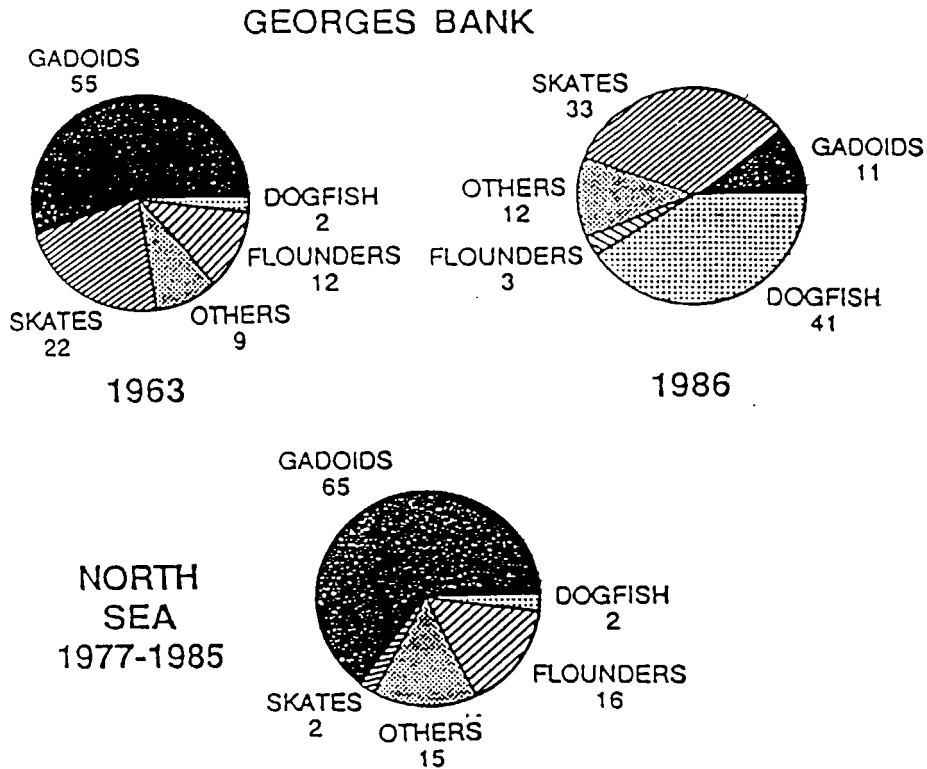 GEORGES BANK
GADOIDS
55
DOGFISH
2
FLOUNDERS
12
OTHERS
9
SKATES
22
1963
SKATES
33
GADOIDS
11
OTHERS
12
FLOUNDERS
3
DOGFISH
41
1986
NORTH
SEA
1977-1985
GADOIDS
65
DOGFISH
2
FLOUNDERS
16
SKATES
2
OTHERS
15